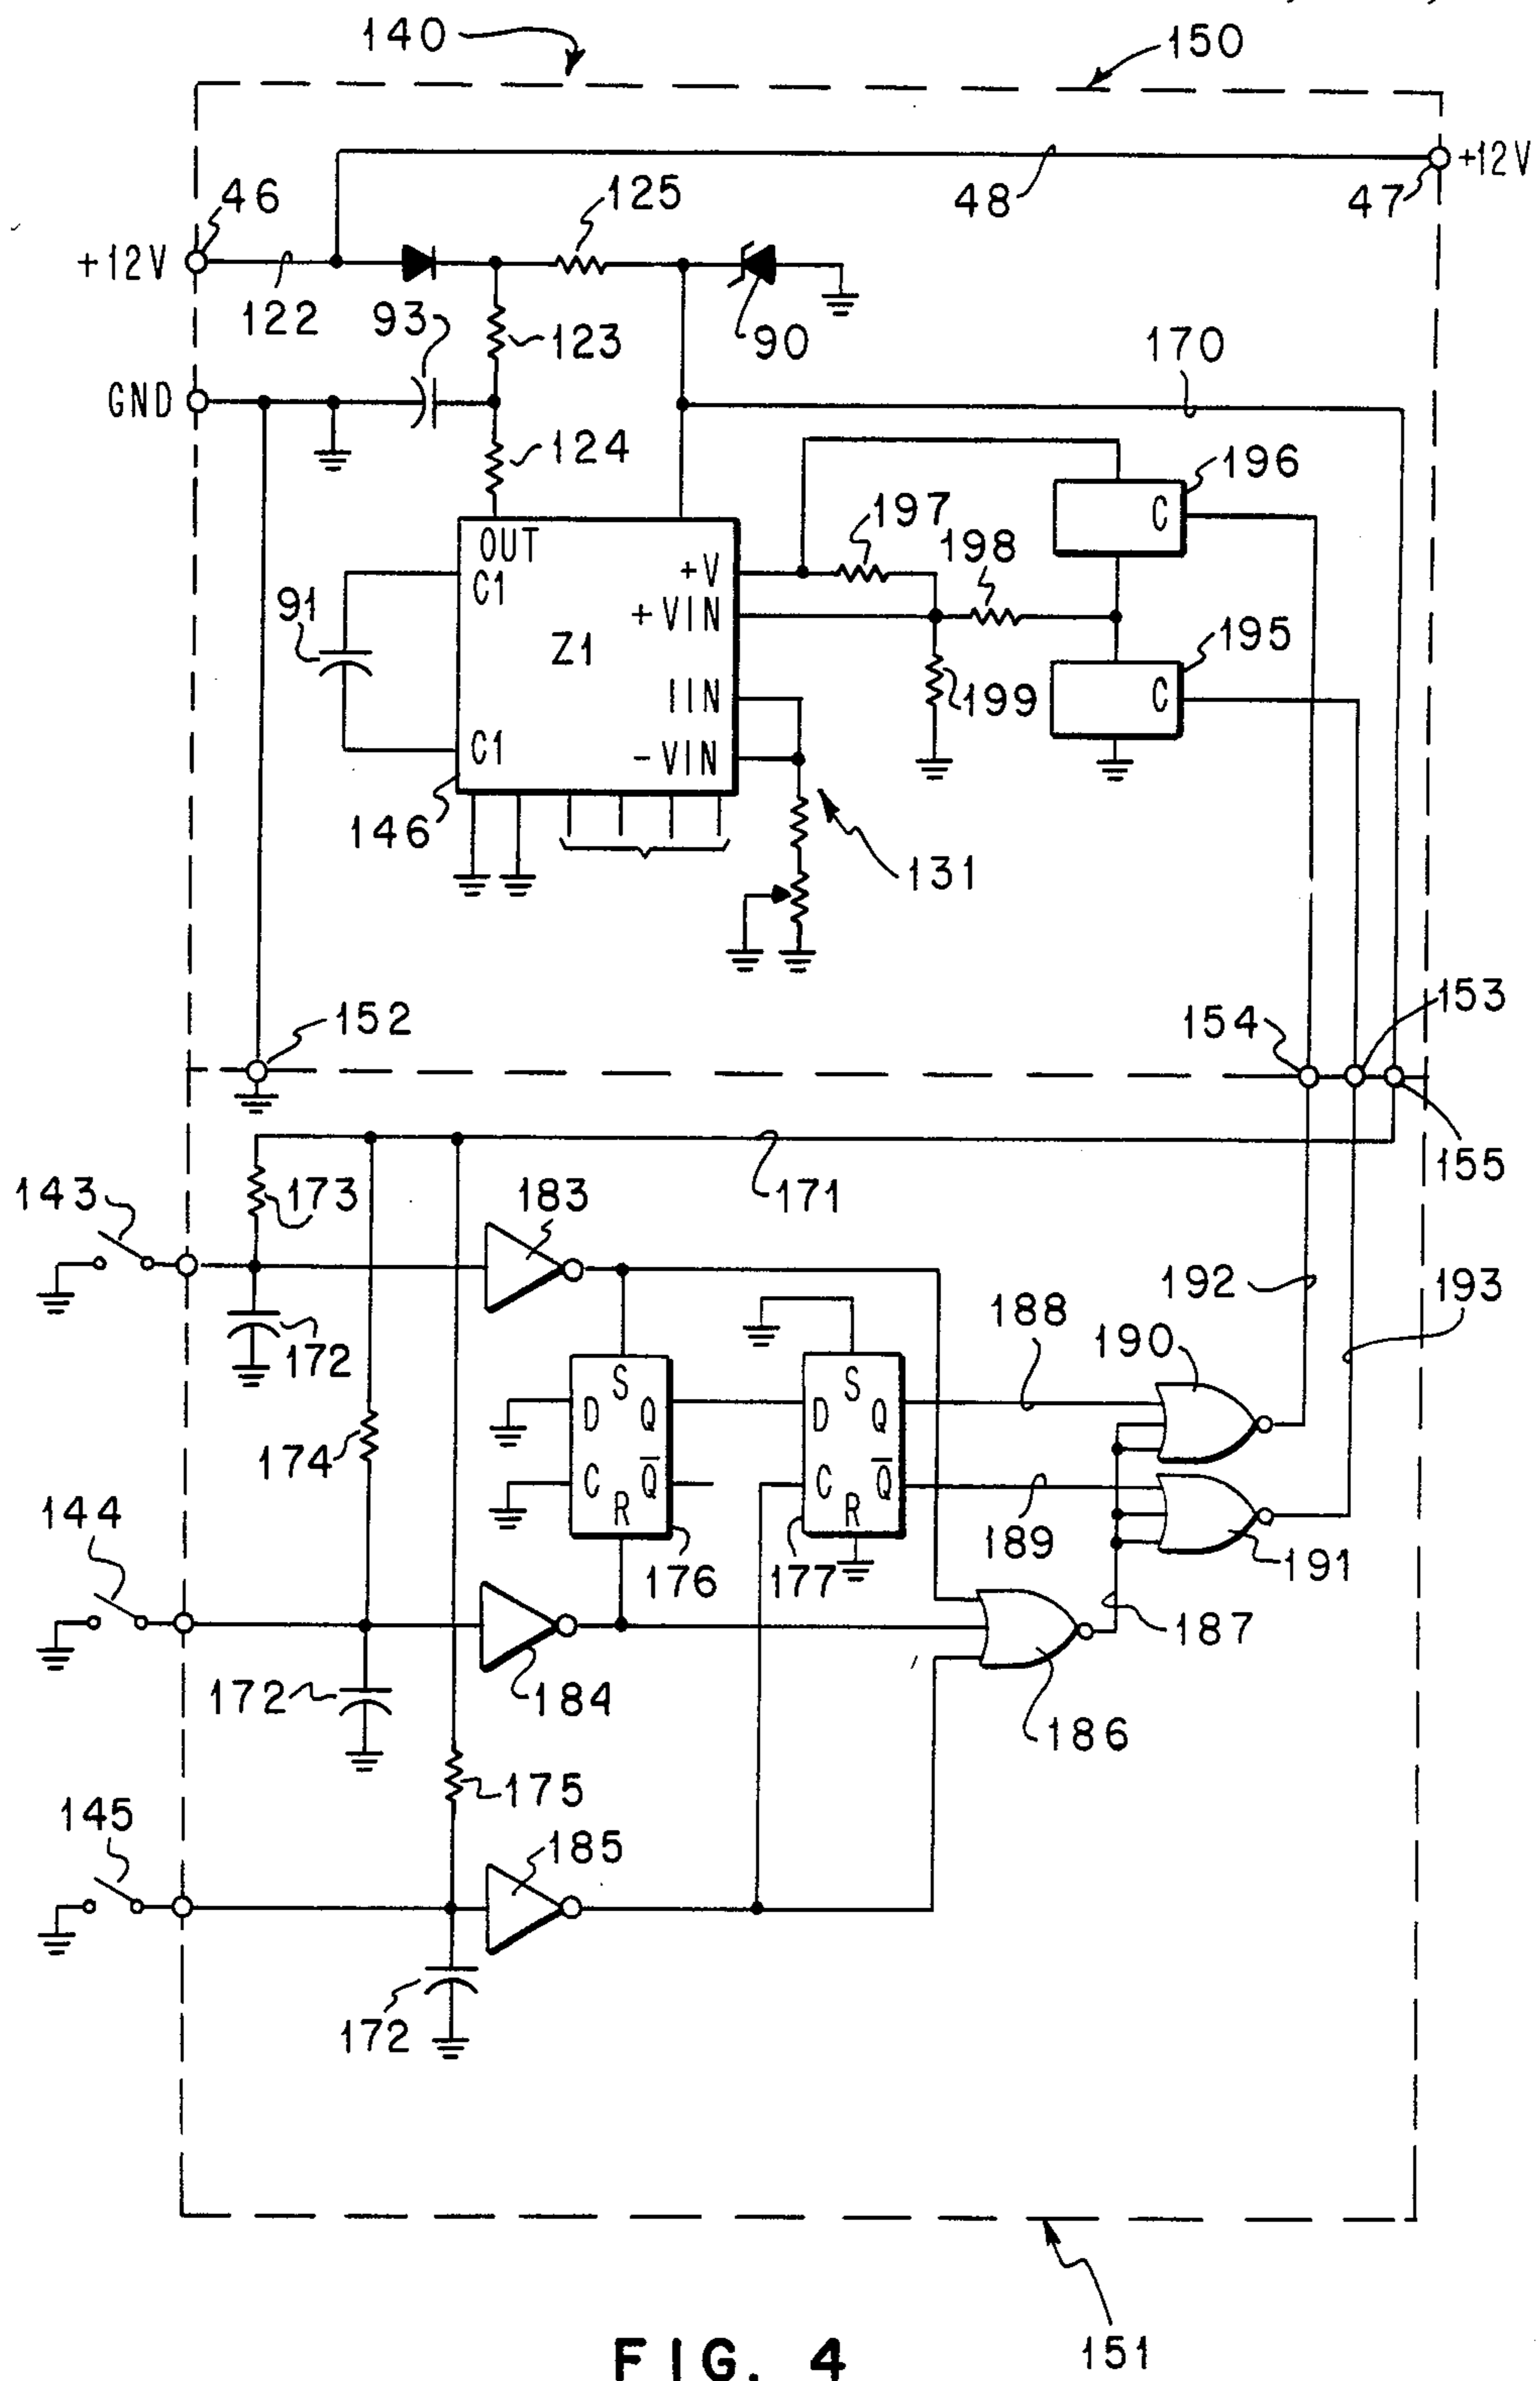 140
150
+12V
47
48
46
125
+12V
122
93
123
90
170
GND
124
196
197
198
OUT
C1
+V
C
91
+VIN
Z1
195
IIN
199
C
C1
-VIN
146
131
152
154
153
155
143
173
183
171
192
193
172
188
190
S
S
D
Q
D
Q
174
C
Q
C
Q
R
R
144
176
177
189
191
187
172
184
186
175
145
185
172
151
FIG. 4